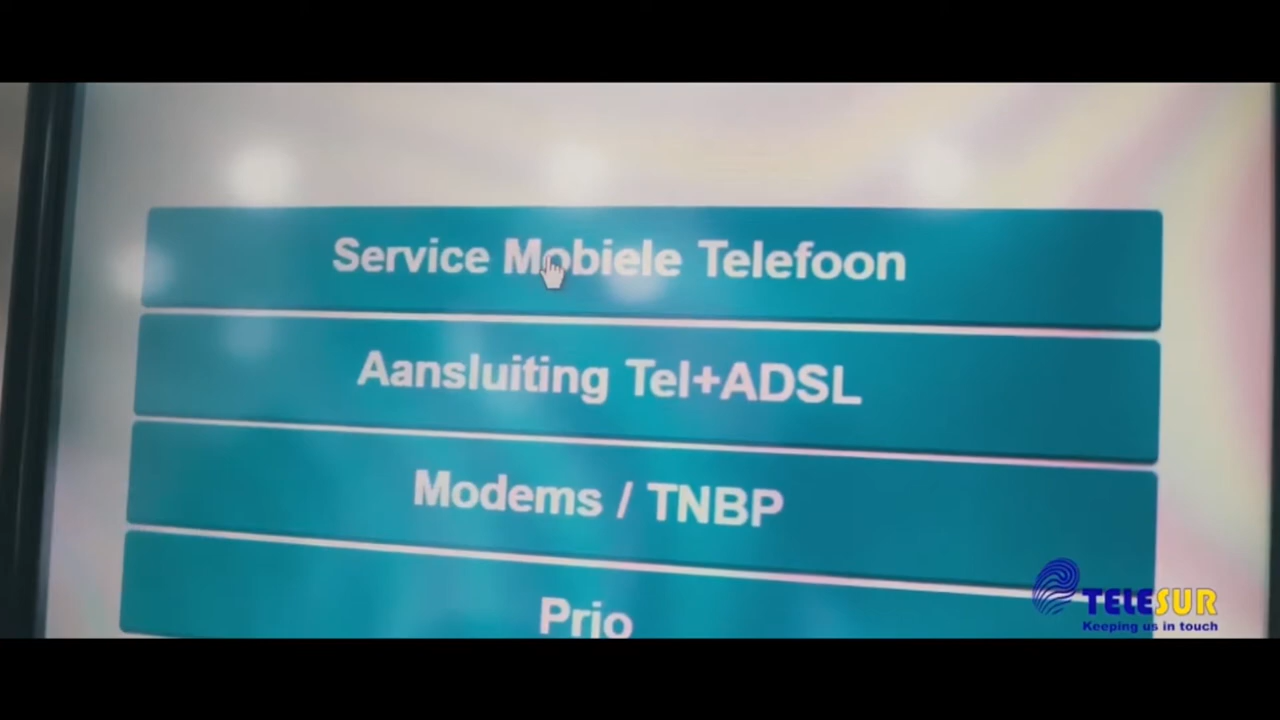 Service Mobiele Telefoon
Aansluiting Tel+ADSL
Modems / TNBP
Prio
TELESUR
Keeping us in touch